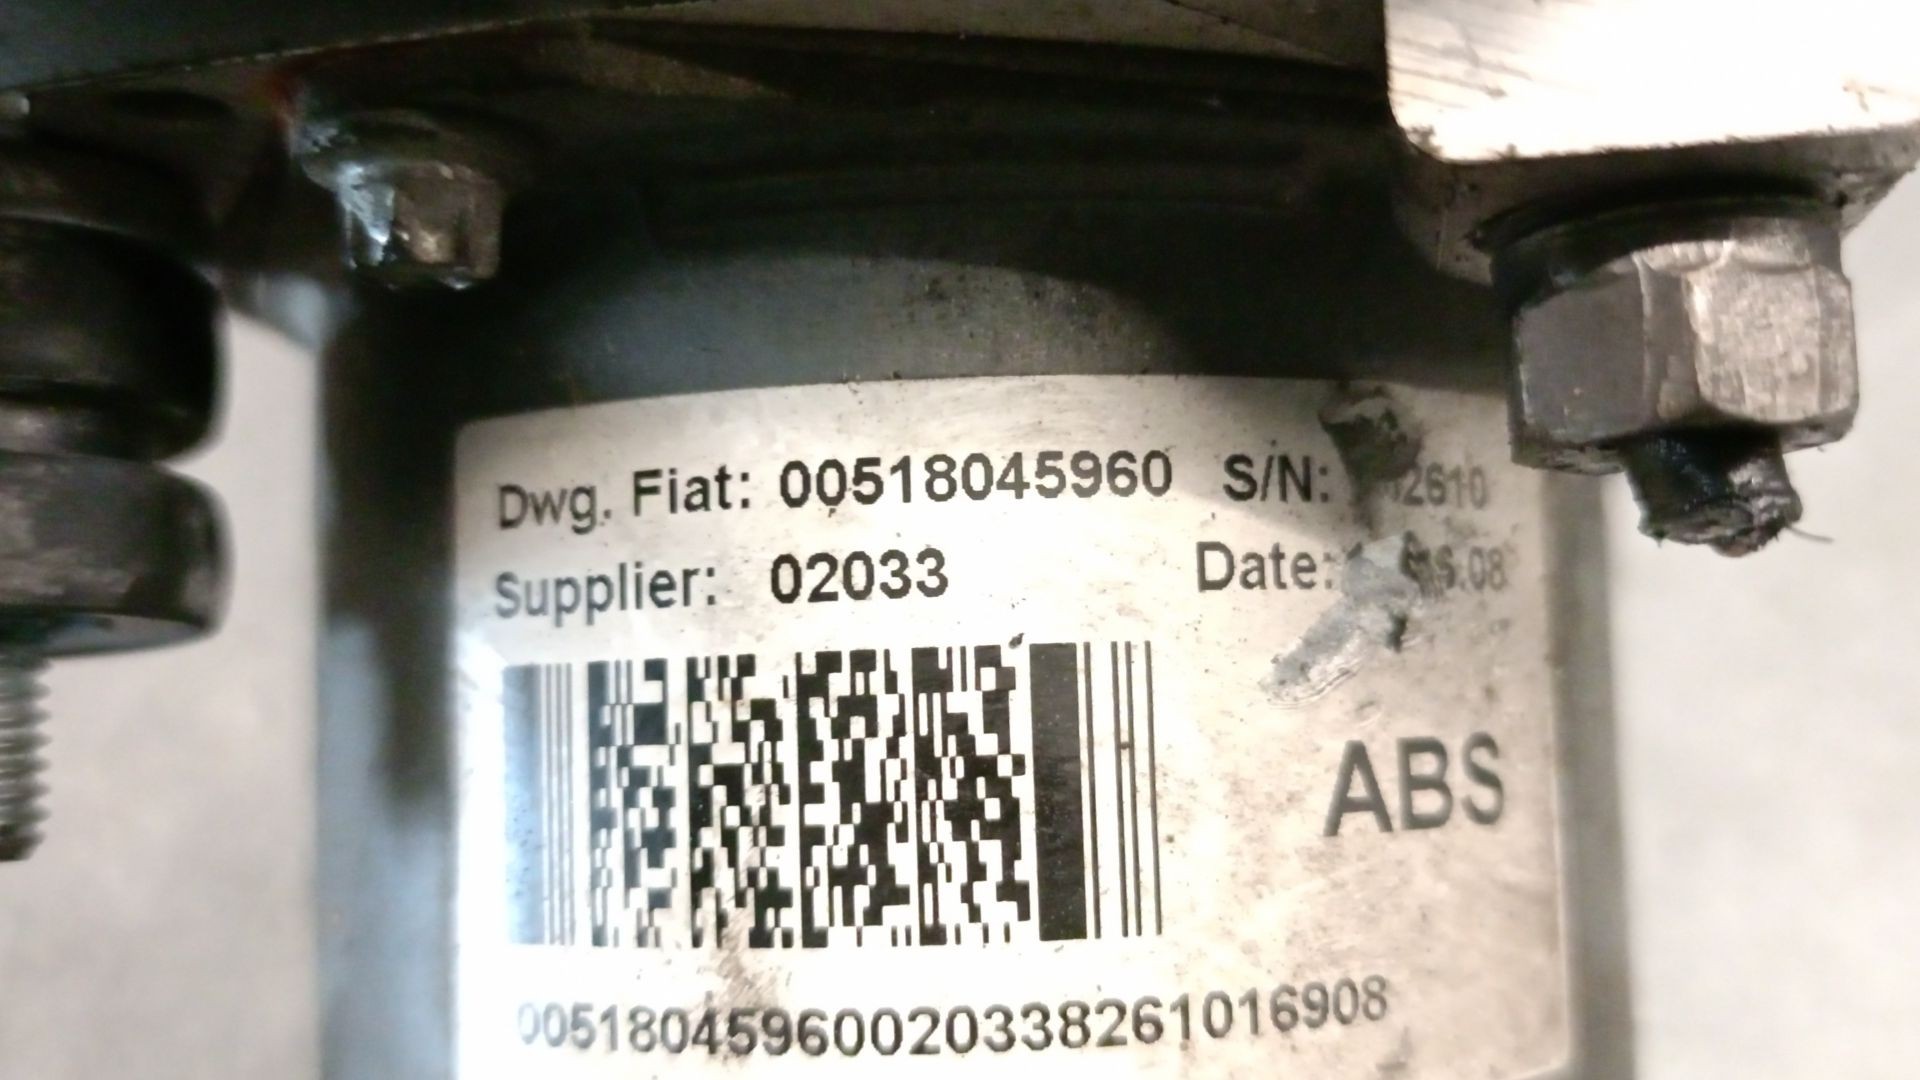 Dwg. Fiat: 00518045960 S/N:
Supplier: 02033 Date:
ABS
00518045960020338261016908